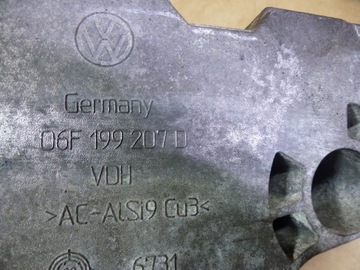 Germany
06F 199 207 D
VDH
>AC-AlSi9 Cu3<
6731